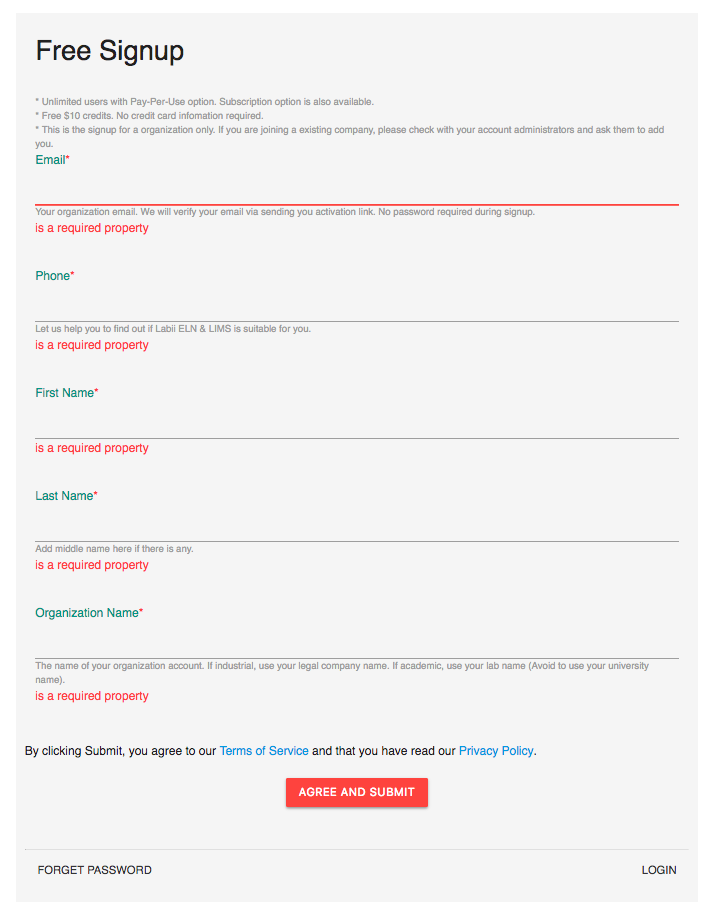 Free Signup
* Unlimited users with Pay-Per-Use option. Subscription option is also available.
* Free $10 credits. No credit card infomation required.
* This is the signup for a organization only. If you are joining a existing company, please check with your account administrators and ask them to add
you.
Email*
Your organization email. We will verify your email via sending you activation link. No password required during signup.
is a required property
Phone*
Let us help you to find out if Labii ELN & LIMS is suitable for you.
is a required property
First Name*
is a required property
Last Name*
Add middle name here if there is any.
is a required property
Organization Name*
The name of your organization account. If industrial, use your legal company name. If academic, use your lab name (Avoid to use your university
name).
is a required property
By clicking Submit, you agree to our Terms of Service and that you have read our Privacy Policy.
AGREE AND SUBMIT
FORGET PASSWORD LOGIN